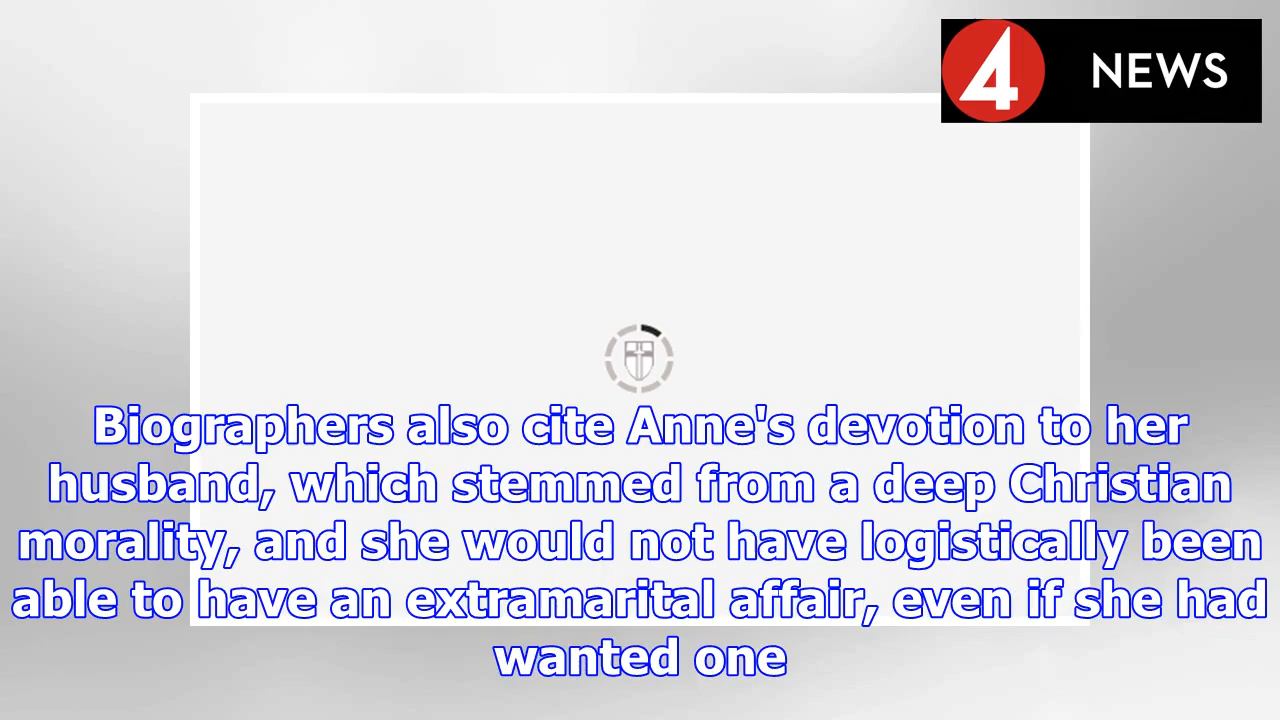 4 NEWS
Biographers also cite Anne's devotion to her
husband, which stemmed from a deep Christian
morality, and she would not have logistically been
able to have an extramarital affair, even if she had
wanted one